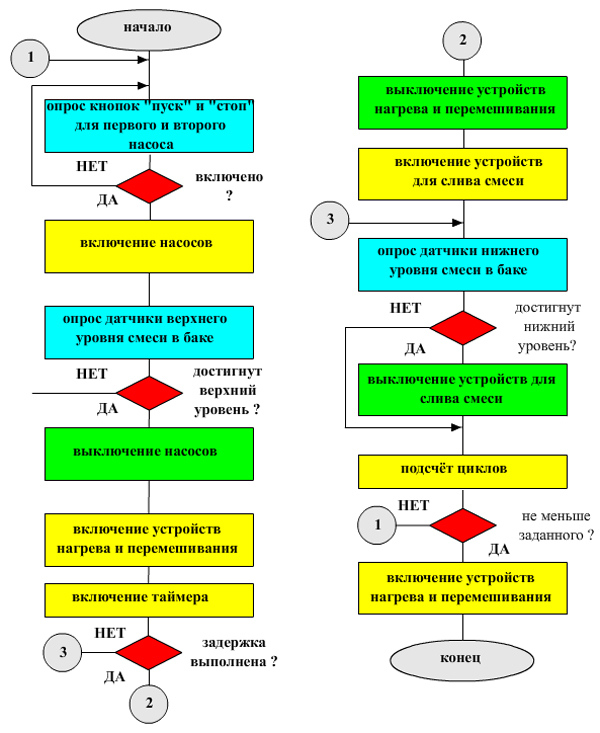 начало
1
опрос кнопок "пуск" и "стоп"
для первого и второго
насоса
НЕТ
включено
?
ДА
включение насосов
опрос датчики верхнего
уровня смеси в баке
НЕТ
достигнут
верхний
уровень ?
ДА
выключение насосов
включение устройств
нагрева и перемешивания
включение таймера
НЕТ
задержка
выполнена ?
3
ДА
2
2
выключение устройств
нагрева и перемешивания
включение устройств
для слива смеси
3
опрос датчики нижнего
уровня смеси в баке
НЕТ
достигнут
нижний
уровень?
ДА
выключение устройств для
слива смеси
подсчёт циклов
НЕТ
не меньше
заданного ?
1
ДА
включение устройств
нагрева и перемешивания
конец